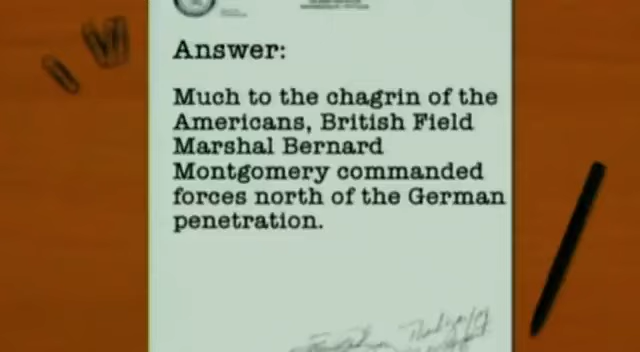 Answer:
Much to the chagrin of the
Americans, British Field
Marshal Bernard
Montgomery commanded
forces north of the German
penetration.